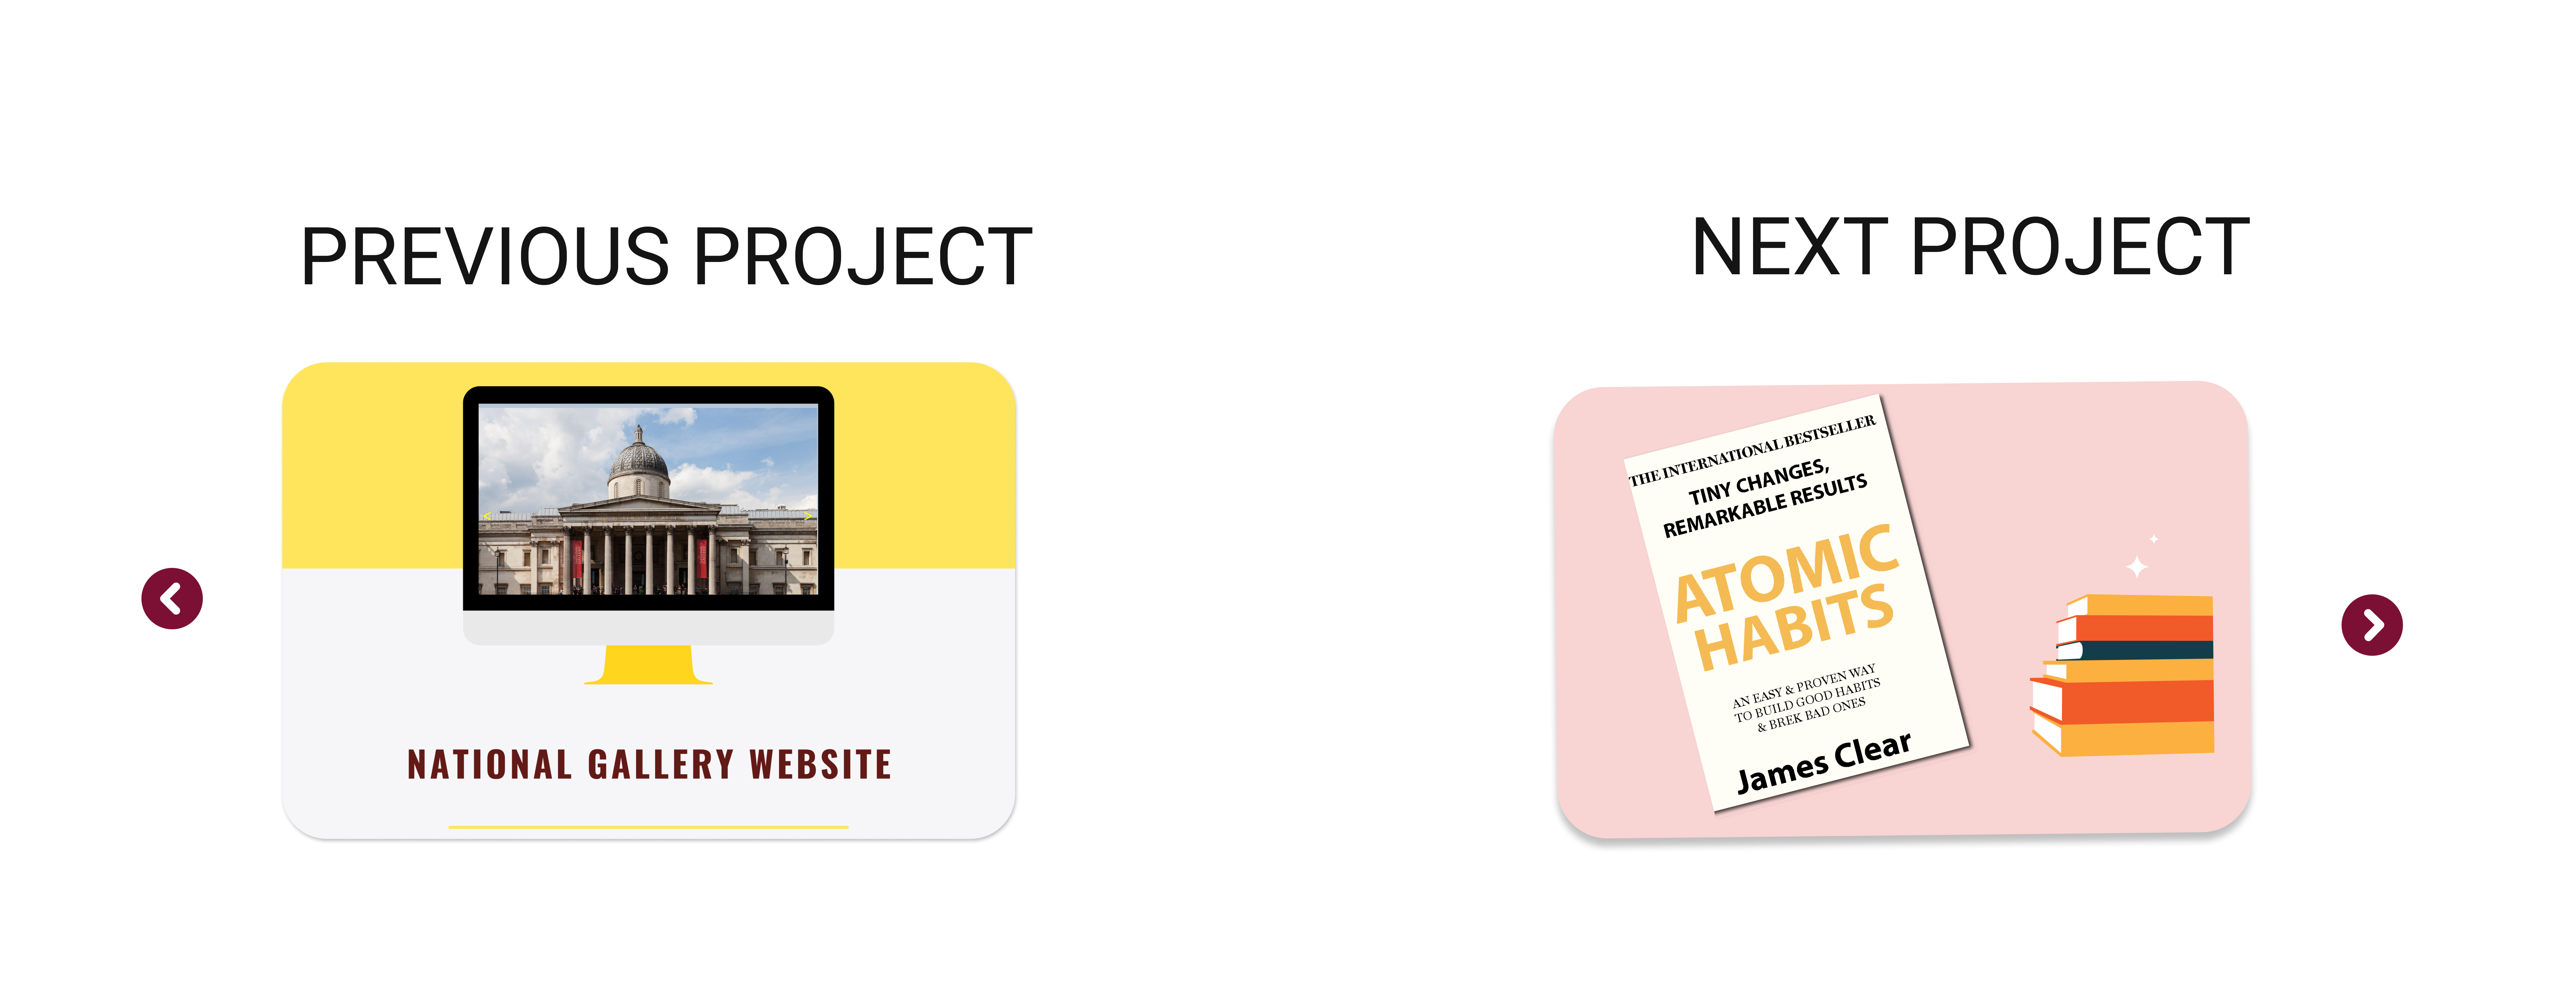 PREVIOUS PROJECT
NATIONAL GALLERY WEBSITE
NEXT PROJECT
THE INTERNATIONAL BESTSELLER
TINY CHANGES,
REMARKABLE RESULTS
ATOMIC
HABITS
AN EASY & PROVEN WAY
TO BUILD GOOD HABITS
& BREK BAD ONES
James Clear